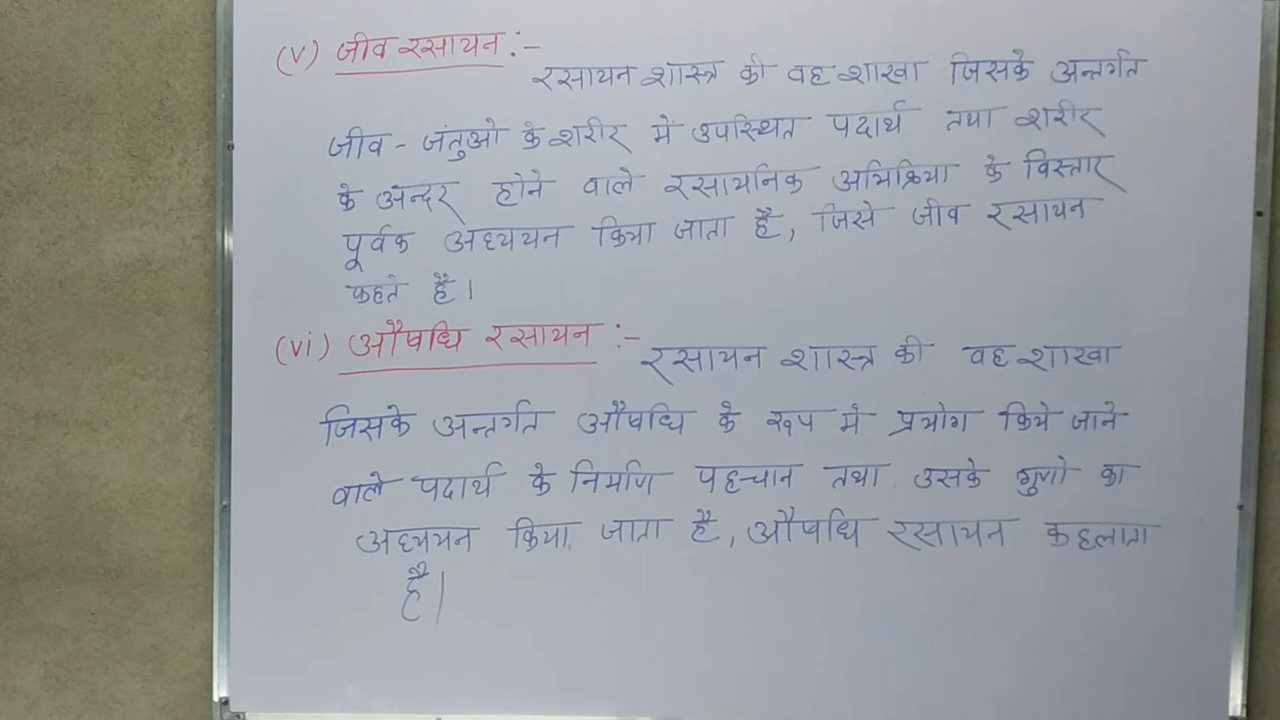 (v) जीव रसायन :-
रसायन शास्त्र की वह शाखा जिसके अन्तर्गत
जीव - जंतुओ के शरीर में उपस्थित पदार्थ तथा शरीर
के अन्दर होने वाले रसायनिक अभिक्रिया के विस्तार
पूर्वक अध्ययन किया जाता है, जिसे जीव रसायन
कहते हैं।
(vi) औषधि रसायन :-
रसायन शास्त्र की वह शाखा
जिसके अन्तर्गत औषधि के रूप मे प्रयोग किये जाने
वाले पदार्थ के निर्माण पहचान तथा उसके गुणो का
अध्ययन किया जाता है, औषधि रसायन कहलाता
है।